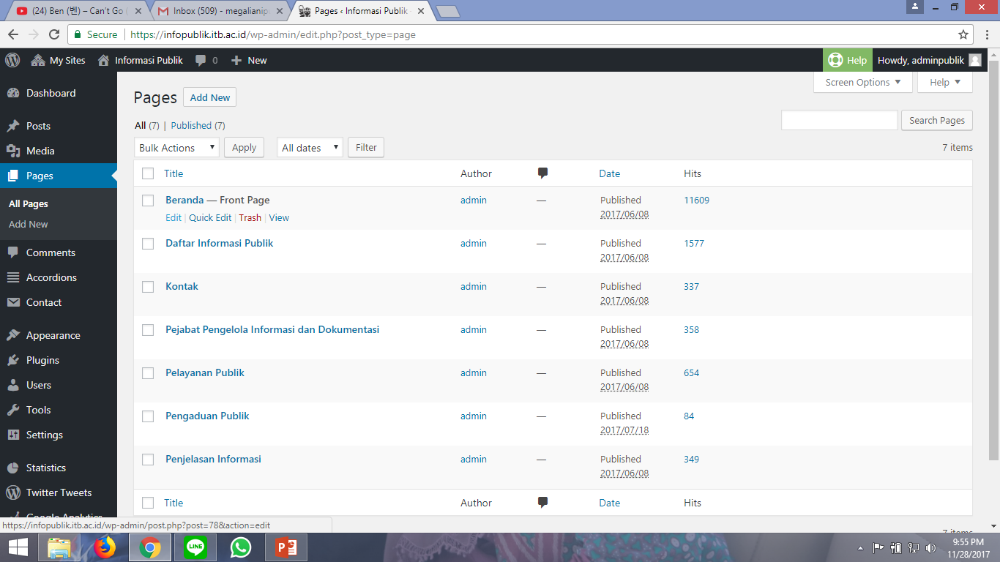 (24) Ben (벤) – Can't Go (
Inbox (509) - megalianip
Pages ‹ Informasi Publik
Secure
https://infopublik.itb.ac.id/wp-admin/edit.php?post_type=page
My Sites
Informasi Publik
0
New
Help
Howdy, adminpublik
Dashboard
Posts
Media
Pages
All Pages
Add New
Comments
Accordions
Contact
Appearance
Plugins
Users
Tools
Settings
Statistics
Twitter Tweets
Google Analytics
Screen Options
Help
Pages
Add New
All (7) | Published (7)
Search Pages
Bulk Actions
Apply
All dates
Filter
7 items
Title Author Date Hits
Beranda — Front Page admin — Published 11609
2017/06/08
Edit | Quick Edit | Trash | View
Daftar Informasi Publik admin — Published 1577
2017/06/08
Kontak admin — Published 337
2017/06/08
Pejabat Pengelola Informasi dan Dokumentasi admin — Published 358
2017/06/08
Pelayanan Publik admin — Published 654
2017/06/08
Pengaduan Publik admin — Published 84
2017/07/18
Penjelasan Informasi admin — Published 349
2017/06/08
Title Author Date Hits
7 items
https://infopublik.itb.ac.id/wp-admin/post.php?post=78&action=edit
LINE
9:55 PM
11/28/2017